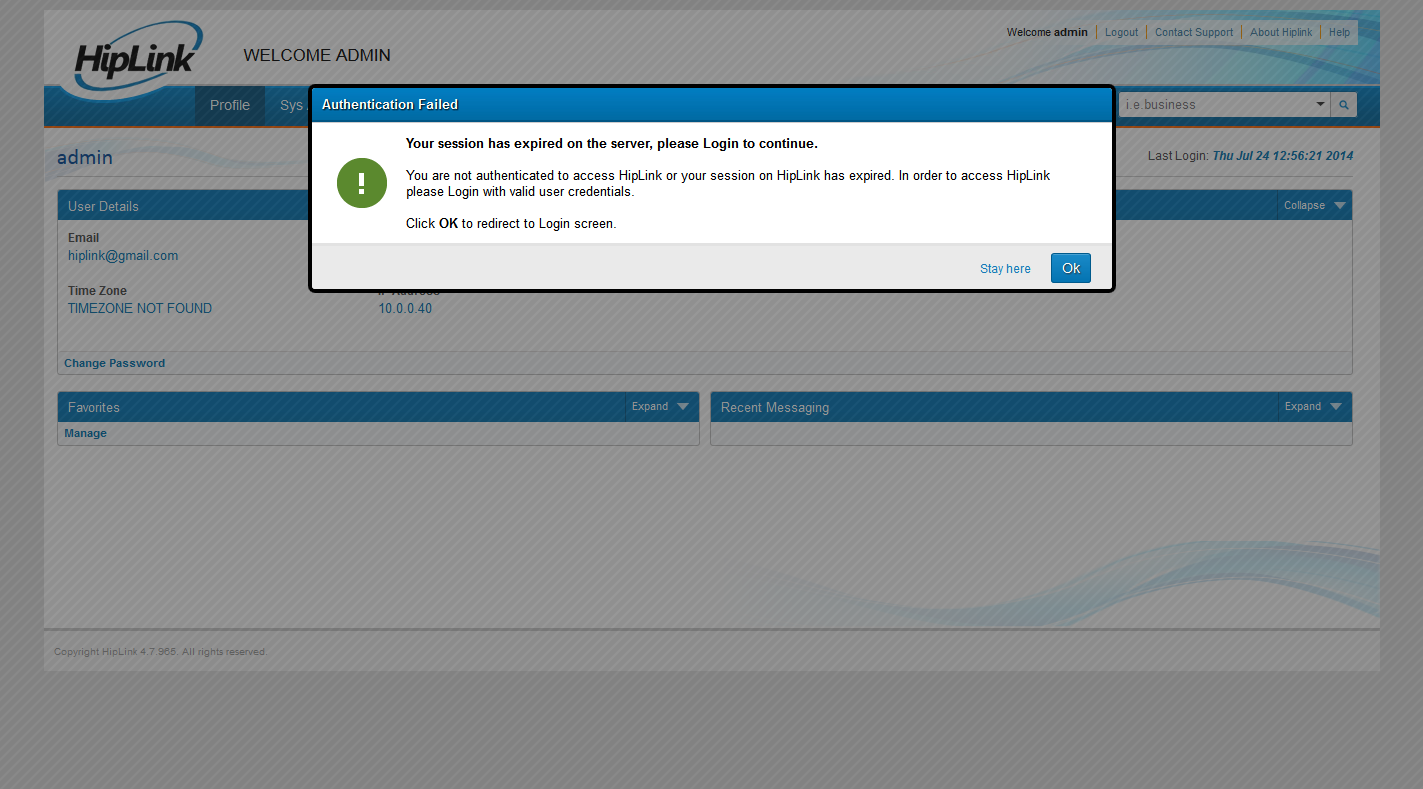 HipLink
WELCOME ADMIN
Welcome admin Logout Contact Support About Hiplink Help
Profile Sys
i.e.business
Authentication Failed
Your session has expired on the server, please Login to continue.
You are not authenticated to access HipLink or your session on HipLink has expired. In order to access HipLink
please Login with valid user credentials.
Click OK to redirect to Login screen.
Stay here Ok
admin
Last Login: Thu Jul 24 12:56:21 2014
User Details Collapse
Email
hiplink@gmail.com
Time Zone
TIMEZONE NOT FOUND
10.0.0.40
Change Password
Favorites Expand
Manage
Recent Messaging Expand
Copyright HipLink 4.7.965. All rights reserved.